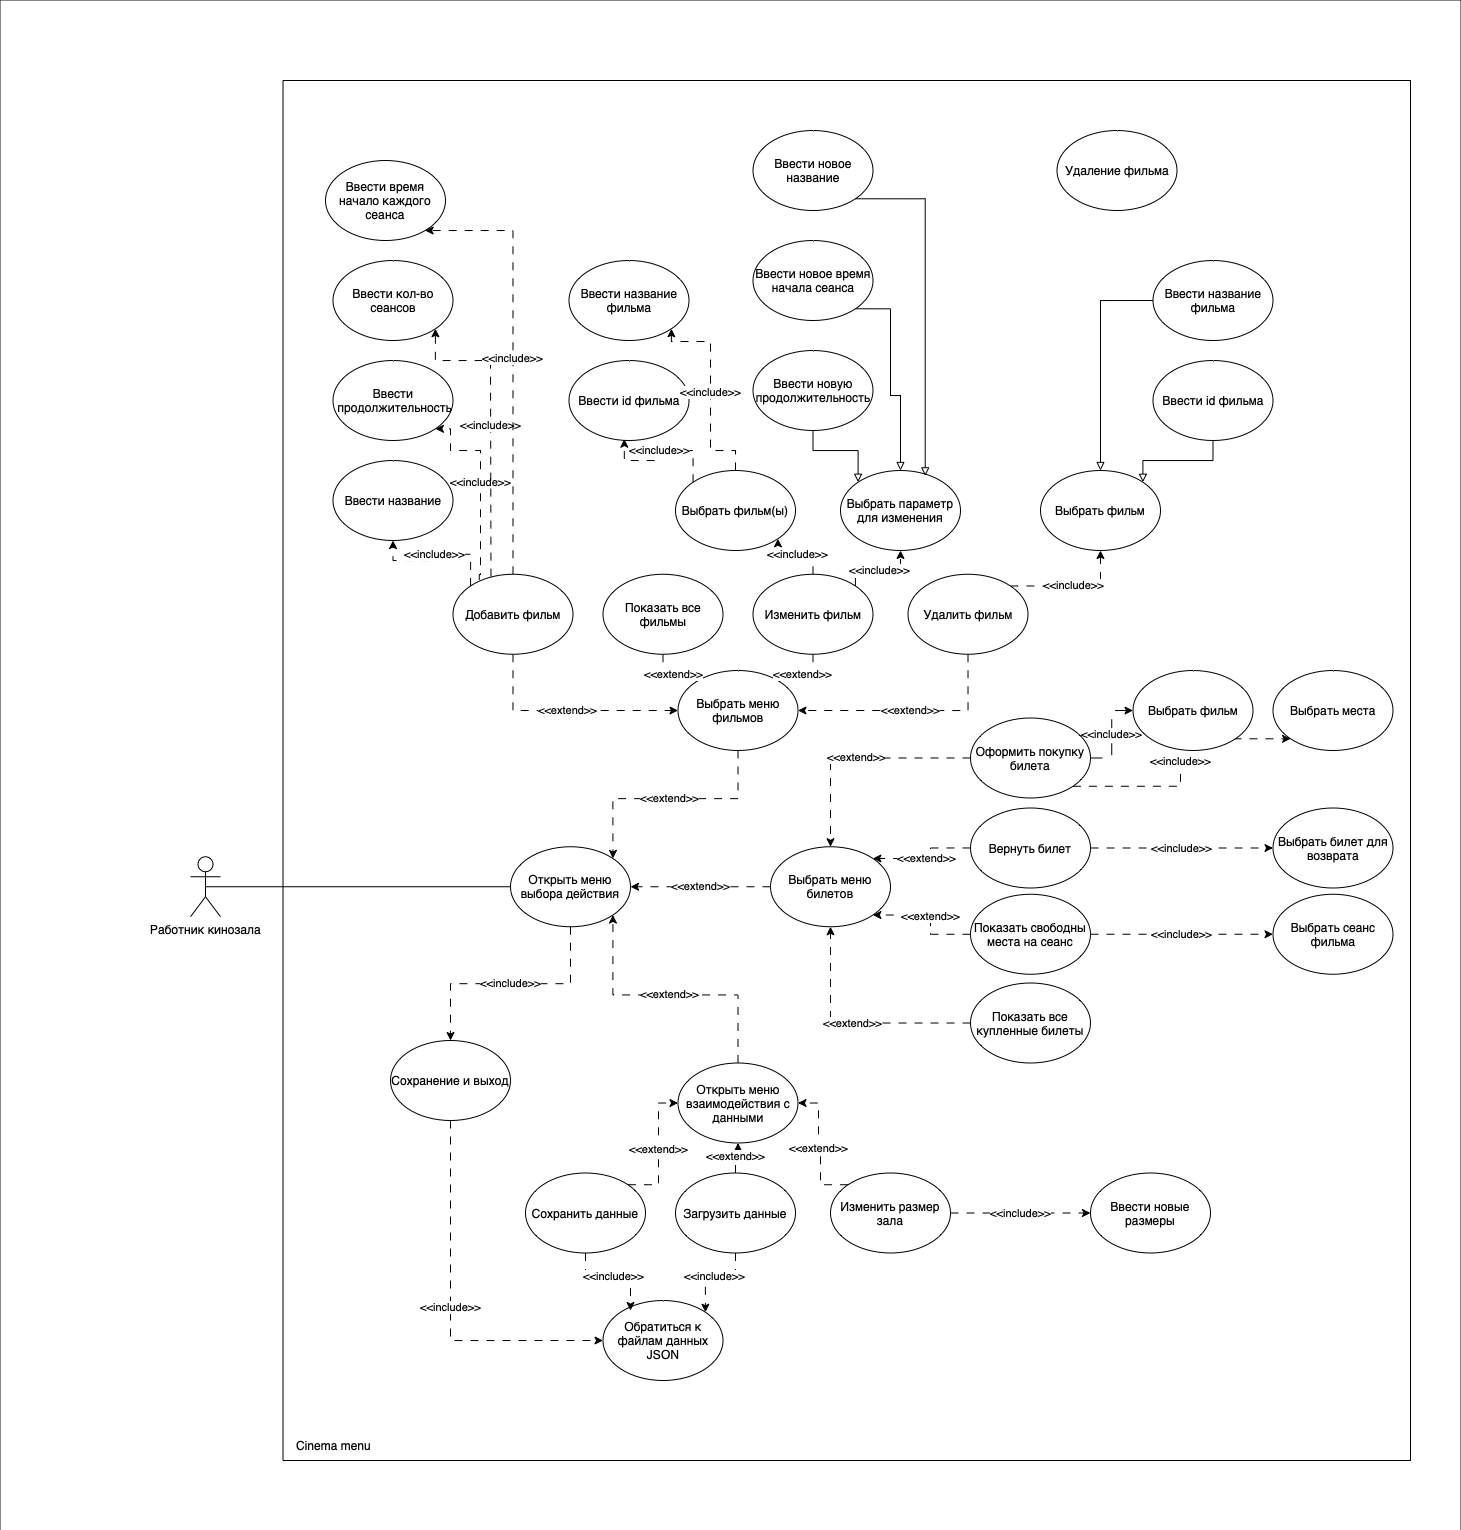 Ввести новое
название
Удаление фильма
Ввести время
начало каждого
сеанса
Ввести кол-во
сеансов
Ввести название
фильма
Ввести новое время
начала сеанса
Ввести название
фильма
<<include>>
Ввести
продолжительность
Ввести id фильма
<<include>>
Ввести новую
продолжительность
Ввести id фильма
<<include>>
<<include>>
<<include>>
Ввести название
Выбрать фильм(ы)
Выбрать параметр
для изменения
Выбрать фильм
<<include>>
<<include>>
<<include>>
<<include>>
Добавить фильм
Показать все
фильмы
Изменить фильм
Удалить фильм
<<extend>>
<<extend>>
<<extend>>
Выбрать меню
фильмов
<<extend>>
Выбрать фильм
Выбрать места
<<include>>
Оформить покупку
билета
<<extend>>
<<include>>
<<extend>>
Вернуть билет
<<include>>
Выбрать билет для
возврата
<<extend>>
Открыть меню
выбора действия
<<extend>>
Выбрать меню
билетов
<<extend>>
Показать свободны
места на сеанс
<<include>>
Выбрать сеанс
фильма
Работник кинозала
<<include>>
<<extend>>
<<extend>>
Показать все
купленные билеты
Сохранение и выход
Открыть меню
взаимодействия с
данными
<<extend>>
<<extend>>
<<extend>>
Сохранить данные
Загрузить данные
Изменить размер
зала
<<include>>
Ввести новые
размеры
<<include>>
<<include>>
<<include>>
Обратиться к
файлам данных
JSON
Cinema menu